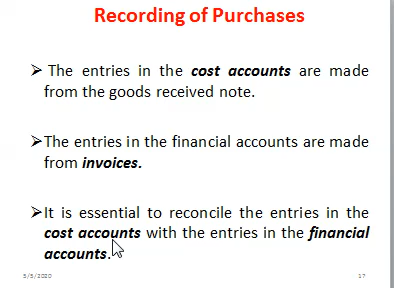 Recording of Purchases
➢ The entries in the cost accounts are made
from the goods received note.
➢The entries in the financial accounts are made
from invoices.
➢It is essential to reconcile the entries in the
cost accounts with the entries in the financial
accounts.
5/5/2020 17